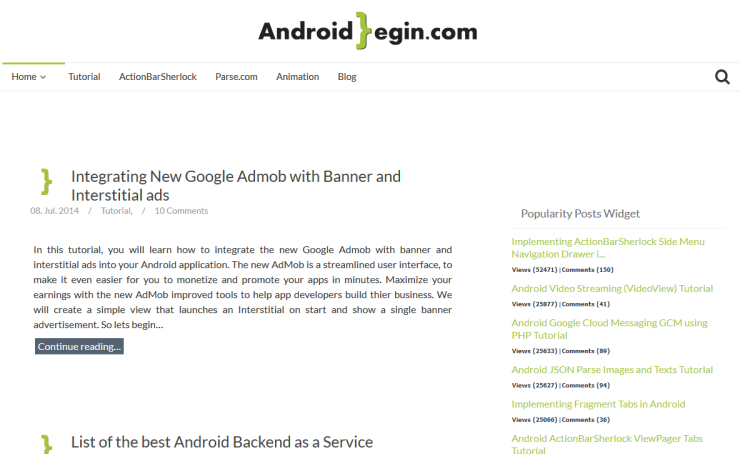 Android}egin.com
Home
Tutorial
ActionBarSherlock
Parse.com
Animation
Blog
Integrating New Google Admob with Banner and
Interstitial ads
08. Jul. 2014 / Tutorial, / 10 Comments
In this tutorial, you will learn how to integrate the new Google Admob with banner and
interstitial ads into your Android application. The new AdMob is a streamlined user interface, to
make it even easier for you to monetize and promote your apps in minutes. Maximize your
earnings with the new AdMob improved tools to help app developers build thier business. We
will create a simple view that launches an Interstitial on start and show a single banner
advertisement. So lets begin...
Continue reading...
List of the best Android Backend as a Service
Popularity Posts Widget
Implementing ActionBarSherlock Side Menu
Navigation Drawer i...
Views (52471) | Comments (150)
Android Video Streaming (VideoView) Tutorial
Views (25877) | Comments (41)
Android Google Cloud Messaging GCM using
PHP Tutorial
Views (25633) | Comments (89)
Android JSON Parse Images and Texts Tutorial
Views (25627) | Comments (94)
Implementing Fragment Tabs in Android
Views (25066) | Comments (36)
Android ActionBarSherlock ViewPager Tabs
Tutorial